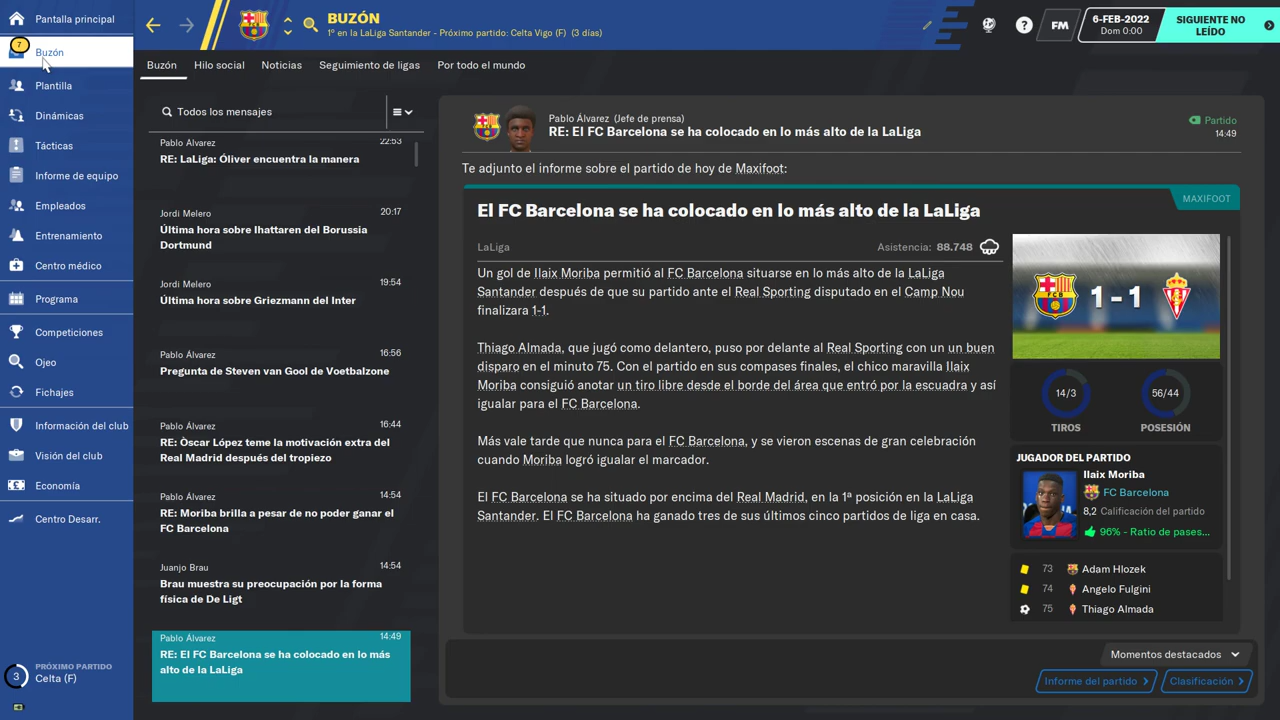 Pantalla principal
7
Buzón
Plantilla
Dinámicas
Tácticas
Informe de equipo
Empleados
Entrenamiento
Centro médico
Programa
Competiciones
Ojeo
Fichajes
Información del club
Visión del club
Economía
Centro Desarr.
3
PRÓXIMO PARTIDO
Celta (F)
BUZÓN
1º en la LaLiga Santander - Próximo partido: Celta Vigo (F) (3 días)
FM
6-FEB-2022
Dom 0:00
SIGUIENTE NO
LEÍDO
Buzón Hilo social Noticias Seguimiento de ligas Por todo el mundo
Todos los mensajes
Pablo Álvarez 22:53
RE: LaLiga: Óliver encuentra la manera
Jordi Melero 20:17
Última hora sobre Ihattaren del Borussia
Dortmund
Jordi Melero 19:54
Última hora sobre Griezmann del Inter
Pablo Álvarez 16:56
Pregunta de Steven van Gool de Voetbalzone
Pablo Álvarez 16:44
RE: Òscar López teme la motivación extra del
Real Madrid después del tropiezo
Pablo Álvarez 14:54
RE: Moriba brilla a pesar de no poder ganar el
FC Barcelona
Juanjo Brau 14:54
Brau muestra su preocupación por la forma
física de De Ligt
Pablo Álvarez 14:49
RE: El FC Barcelona se ha colocado en lo más
alto de la LaLiga
Pablo Álvarez (Jefe de prensa)
RE: El FC Barcelona se ha colocado en lo más alto de la LaLiga
Partido
14:49
Te adjunto el informe sobre el partido de hoy de Maxifoot:
MAXIFOOT
El FC Barcelona se ha colocado en lo más alto de la LaLiga
LaLiga Asistencia: 88.748
Un gol de Ilaix Moriba permitió al FC Barcelona situarse en lo más alto de la LaLiga
Santander después de que su partido ante el Real Sporting disputado en el Camp Nou
finalizara 1-1.
Thiago Almada, que jugó como delantero, puso por delante al Real Sporting con un un buen
disparo en el minuto 75. Con el partido en sus compases finales, el chico maravilla Ilaix
Moriba consiguió anotar un tiro libre desde el borde del área que entró por la escuadra y así
igualar para el FC Barcelona.
Más vale tarde que nunca para el FC Barcelona, y se vieron escenas de gran celebración
cuando Moriba logró igualar el marcador.
El FC Barcelona se ha situado por encima del Real Madrid, en la 1ª posición en la LaLiga
Santander. El FC Barcelona ha ganado tres de sus últimos cinco partidos de liga en casa.
1 - 1
14/3 56/44
TIROS POSESIÓN
JUGADOR DEL PARTIDO
Ilaix Moriba
FC Barcelona
8,2 Calificación del partido
96% - Ratio de pases...
73 Adam Hlozek
74 Angelo Fulgini
75 Thiago Almada
Momentos destacados
Informe del partido Clasificación